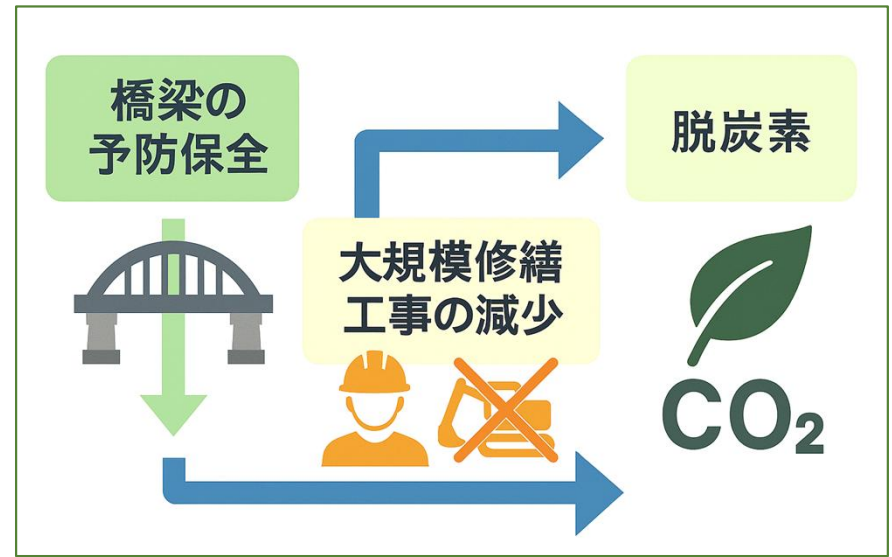 橋梁の
予防保全
大規模修繕
工事の減少
脱炭素
CO₂